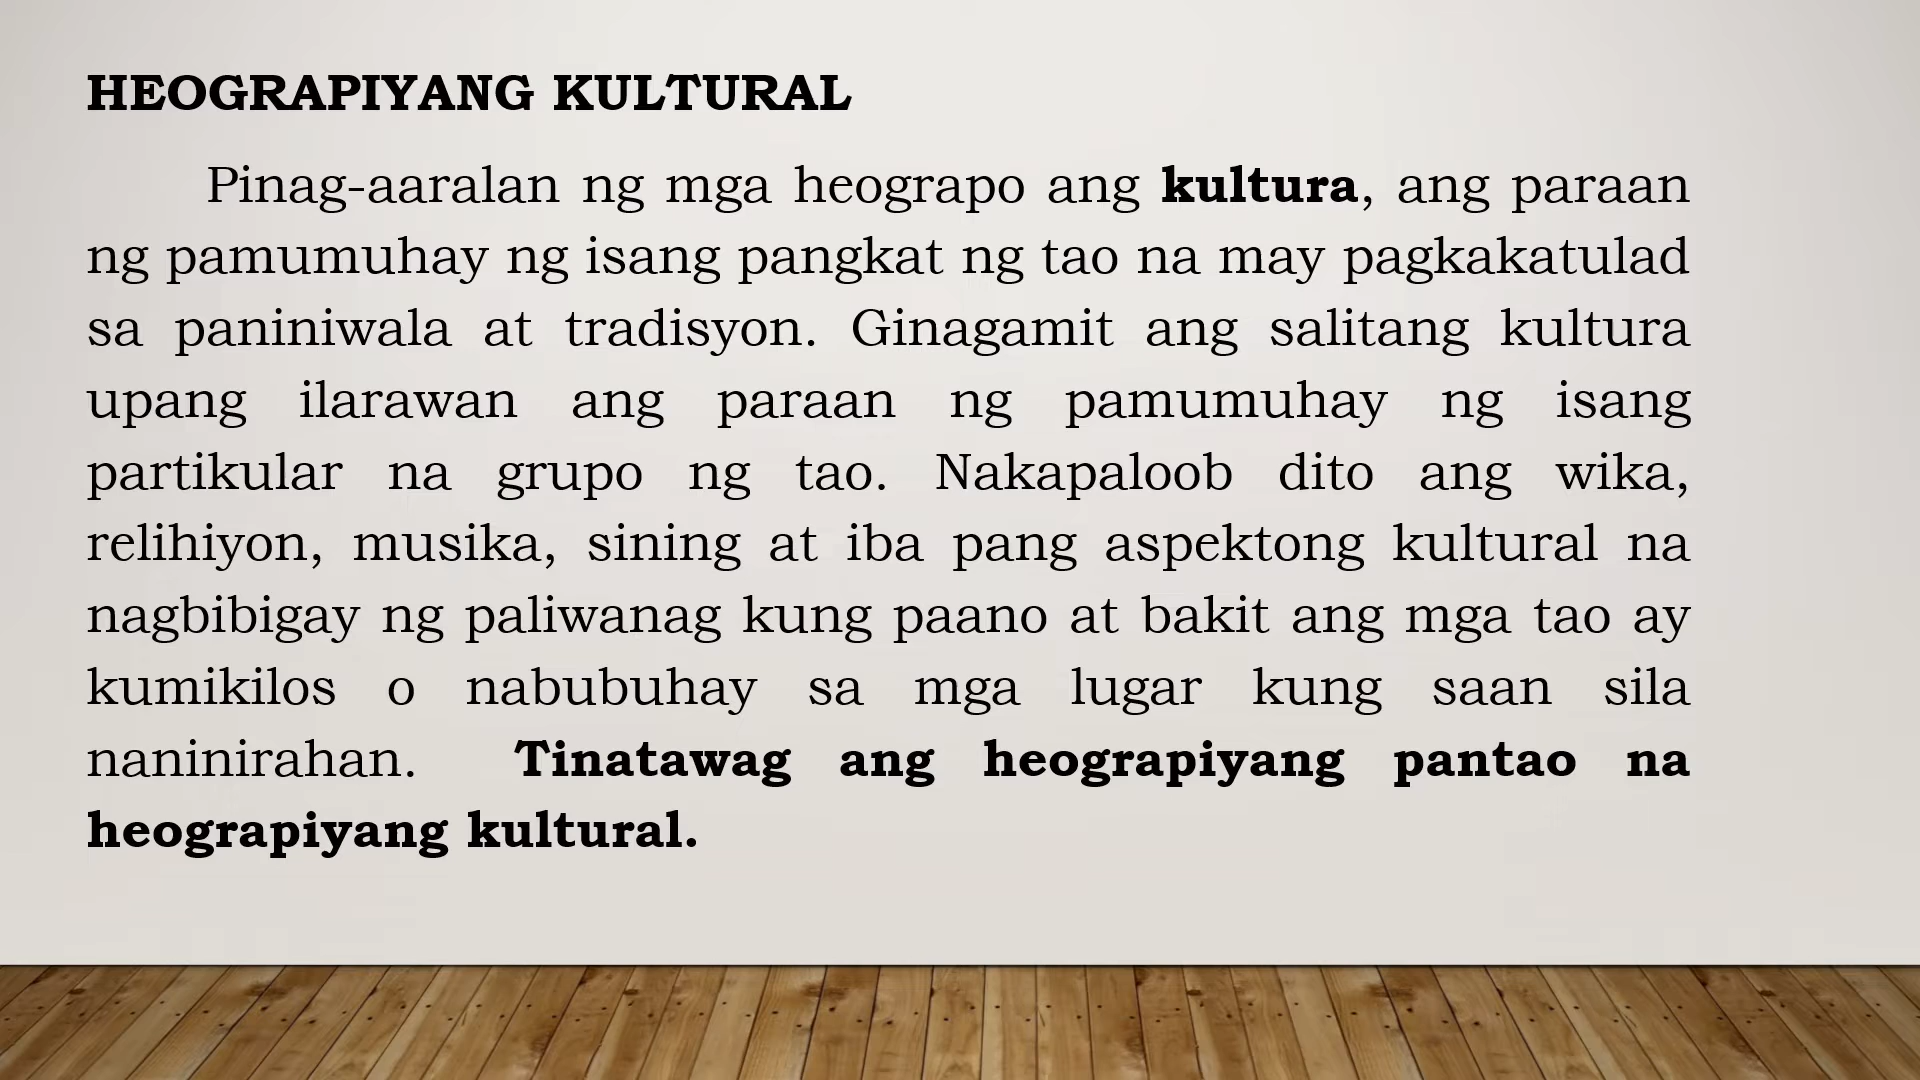 HEOGRAPIYANG KULTURAL
Pinag-aaralan ng mga heograpo ang kultura, ang paraan
ng pamumuhay ng isang pangkat ng tao na may pagkakatulad
sa paniniwala at tradisyon. Ginagamit ang salitang kultura
upang ilarawan ang paraan ng pamumuhay ng isang
partikular na grupo ng tao. Nakapaloob dito ang wika,
relihiyon, musika, sining at iba pang aspektong kultural na
nagbibigay ng paliwanag kung paano at bakit ang mga tao ay
kumikilos o nabubuhay sa mga lugar kung saan sila
naninirahan. Tinatawag ang heograpiyang pantao na
heograpiyang kultural.